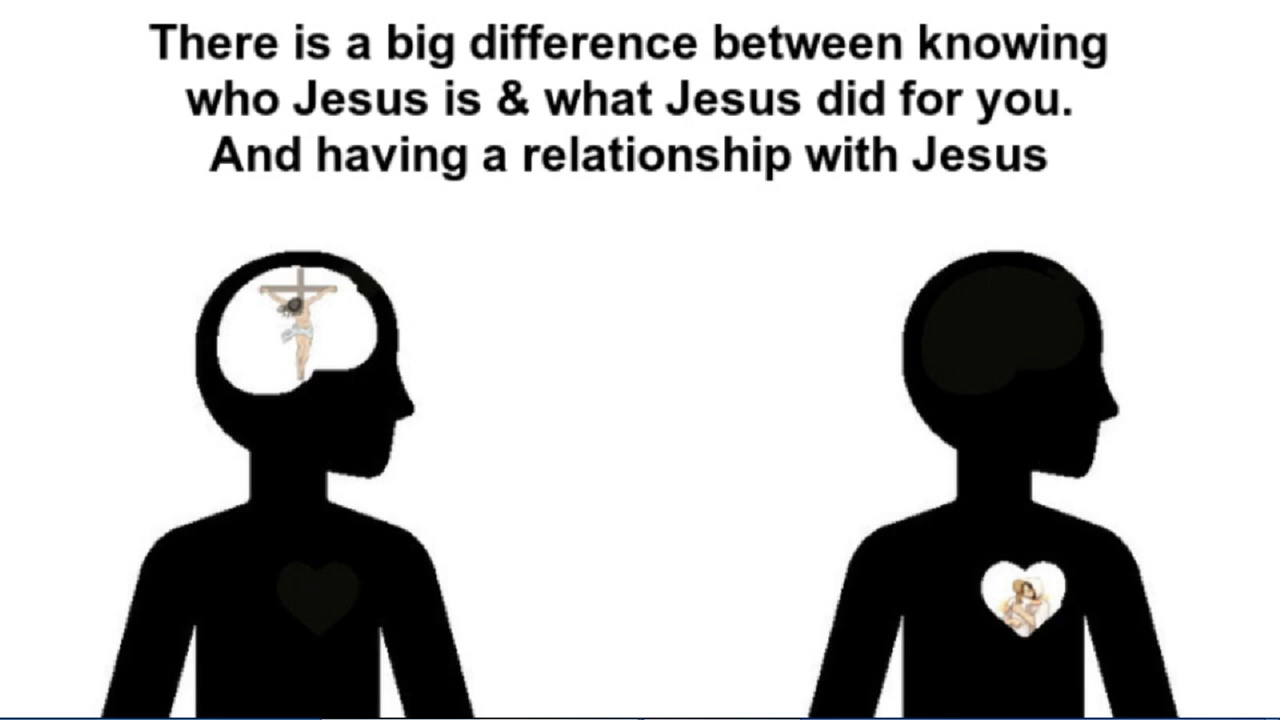 There is a big difference between knowing
who Jesus is & what Jesus did for you.
And having a relationship with Jesus